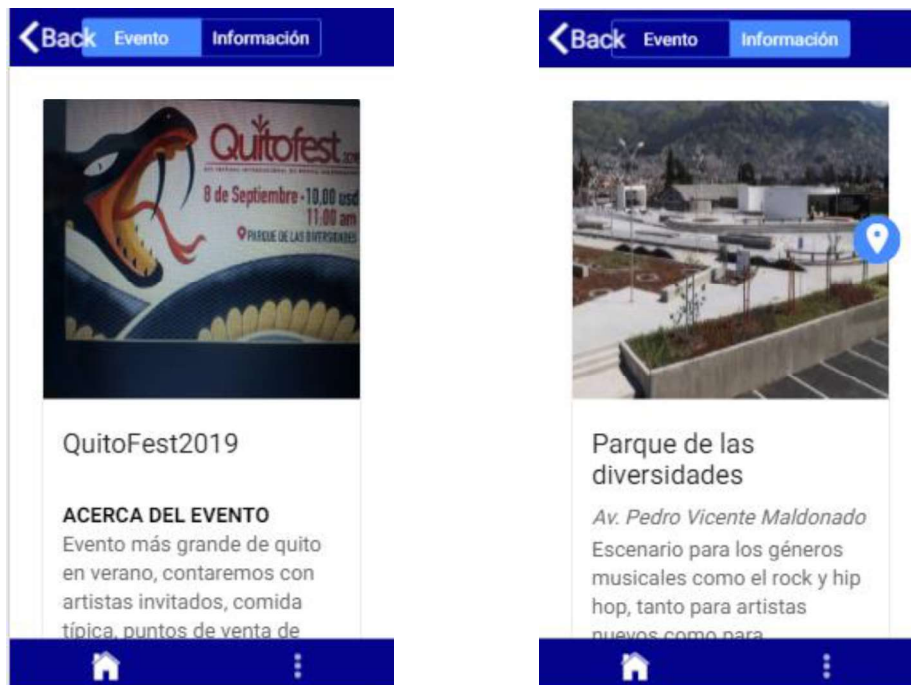 Back Evento Información
Quitofest
8 de Septiembre - 10,00 usd
11:00 am
PARQUE DE LAS DIVERSIDADES
QuitoFest2019
ACERCA DEL EVENTO
Evento más grande de quito
en verano, contaremos con
artistas invitados, comida
típica, puntos de venta de
Back Evento Información
Parque de las
diversidades
Av. Pedro Vicente Maldonado
Escenario para los géneros
musicales como el rock y hip
hop, tanto para artistas
nuevos como para